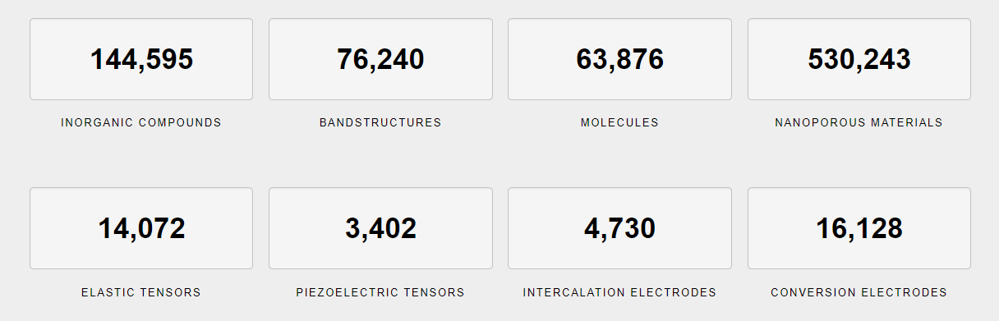 144,595
76,240
63,876
530,243
INORGANIC COMPOUNDS
BANDSTRUCTURES
MOLECULES
NANOPOROUS MATERIALS
14,072
3,402
4,730
16,128
ELASTIC TENSORS
PIEZOELECTRIC TENSORS
INTERCALATION ELECTRODES
CONVERSION ELECTRODES